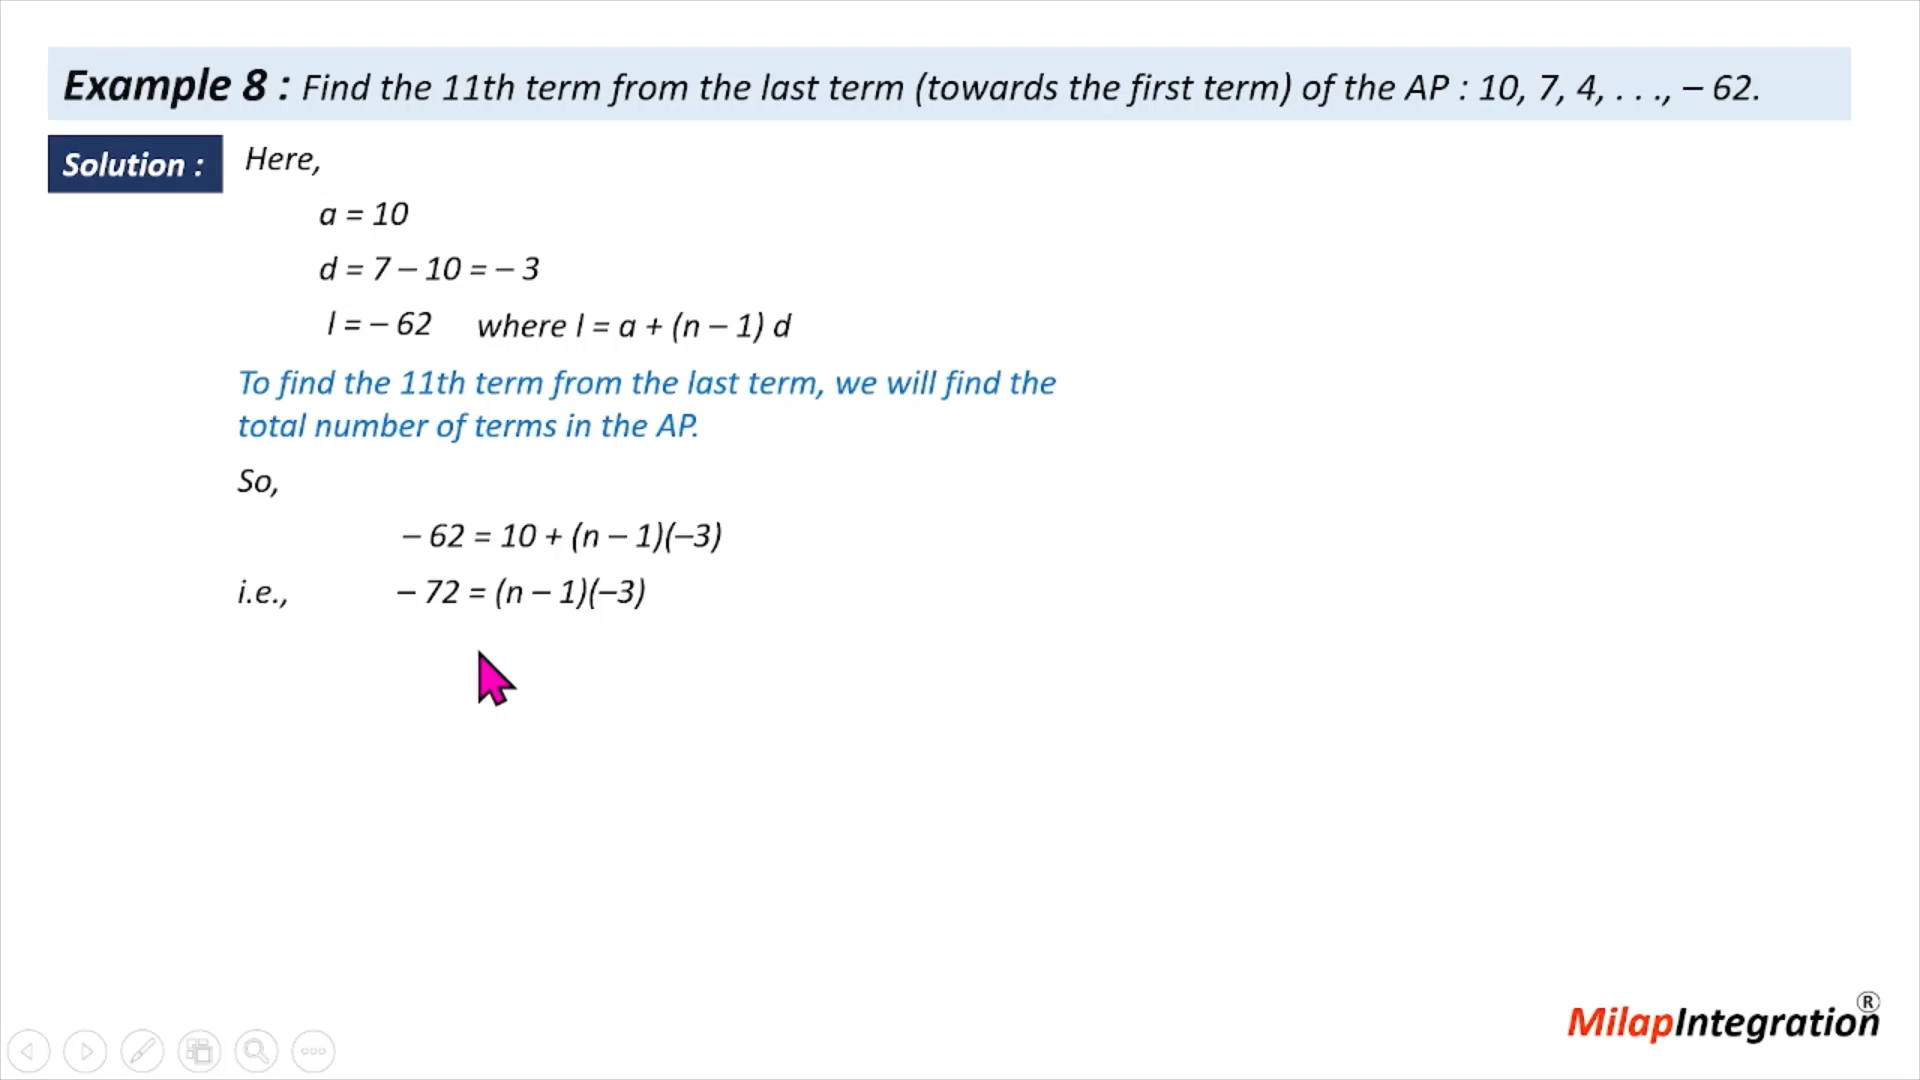 Example 8 : Find the 11th term from the last term (towards the first term) of the AP : 10, 7, 4, . . ., – 62.
Solution : Here,
a = 10
d = 7 – 10 = – 3
l = – 62 where l = a + (n – 1) d
To find the 11th term from the last term, we will find the
total number of terms in the AP.
So,
– 62 = 10 + (n – 1)(–3)
i.e., – 72 = (n – 1)(–3)
MilapIntegration®